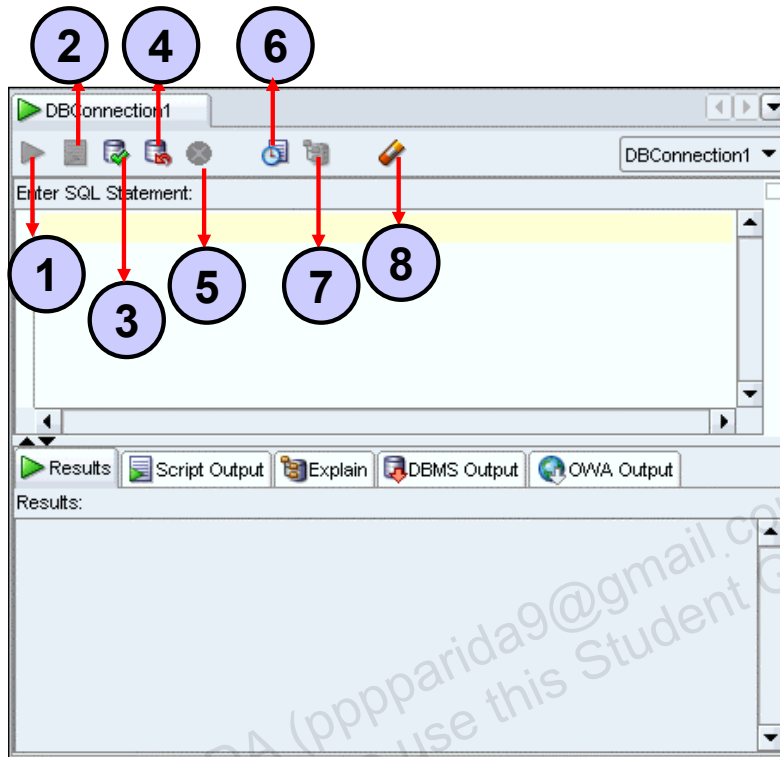 2 4 6
DBConnection1
DBConnection1
Enter SQL Statement:
1 3 5 7 8
Results Script Output Explain DBMS Output OWA Output
Results:
(pppparida9@gmail.co
use this Student G